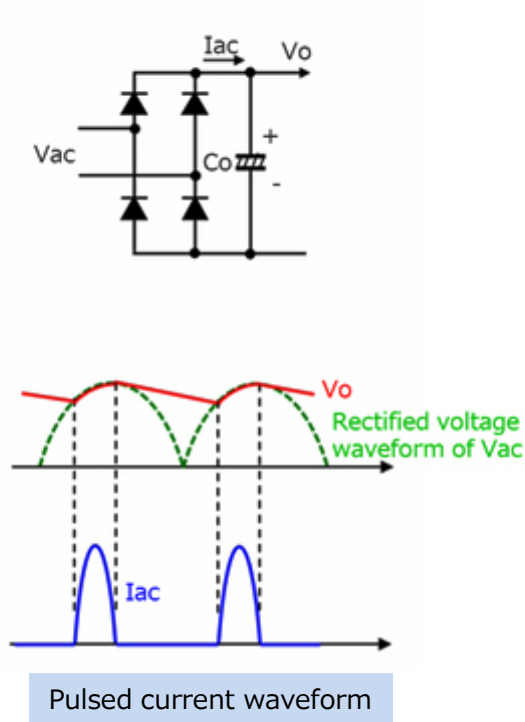 Iac
Vo
Vac
Co
+
-
Vo
Rectified voltage
waveform of Vac
Iac
Pulsed current waveform